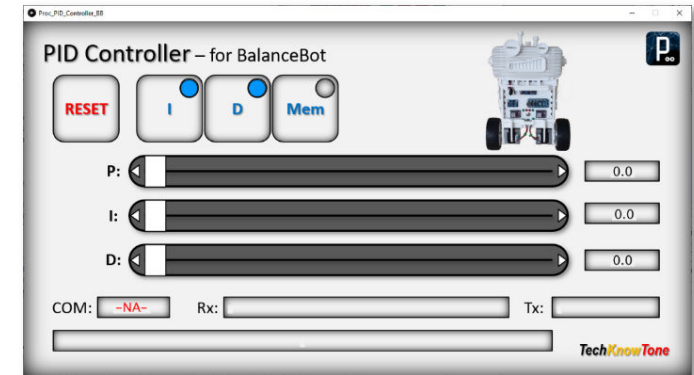 Proc_PID_Controller_BB
PID Controller – for BalanceBot
P.
RESET
I
D
Mem
P:
0.0
I:
0.0
D:
0.0
COM: –NA– Rx: Tx:
TechKnowTone